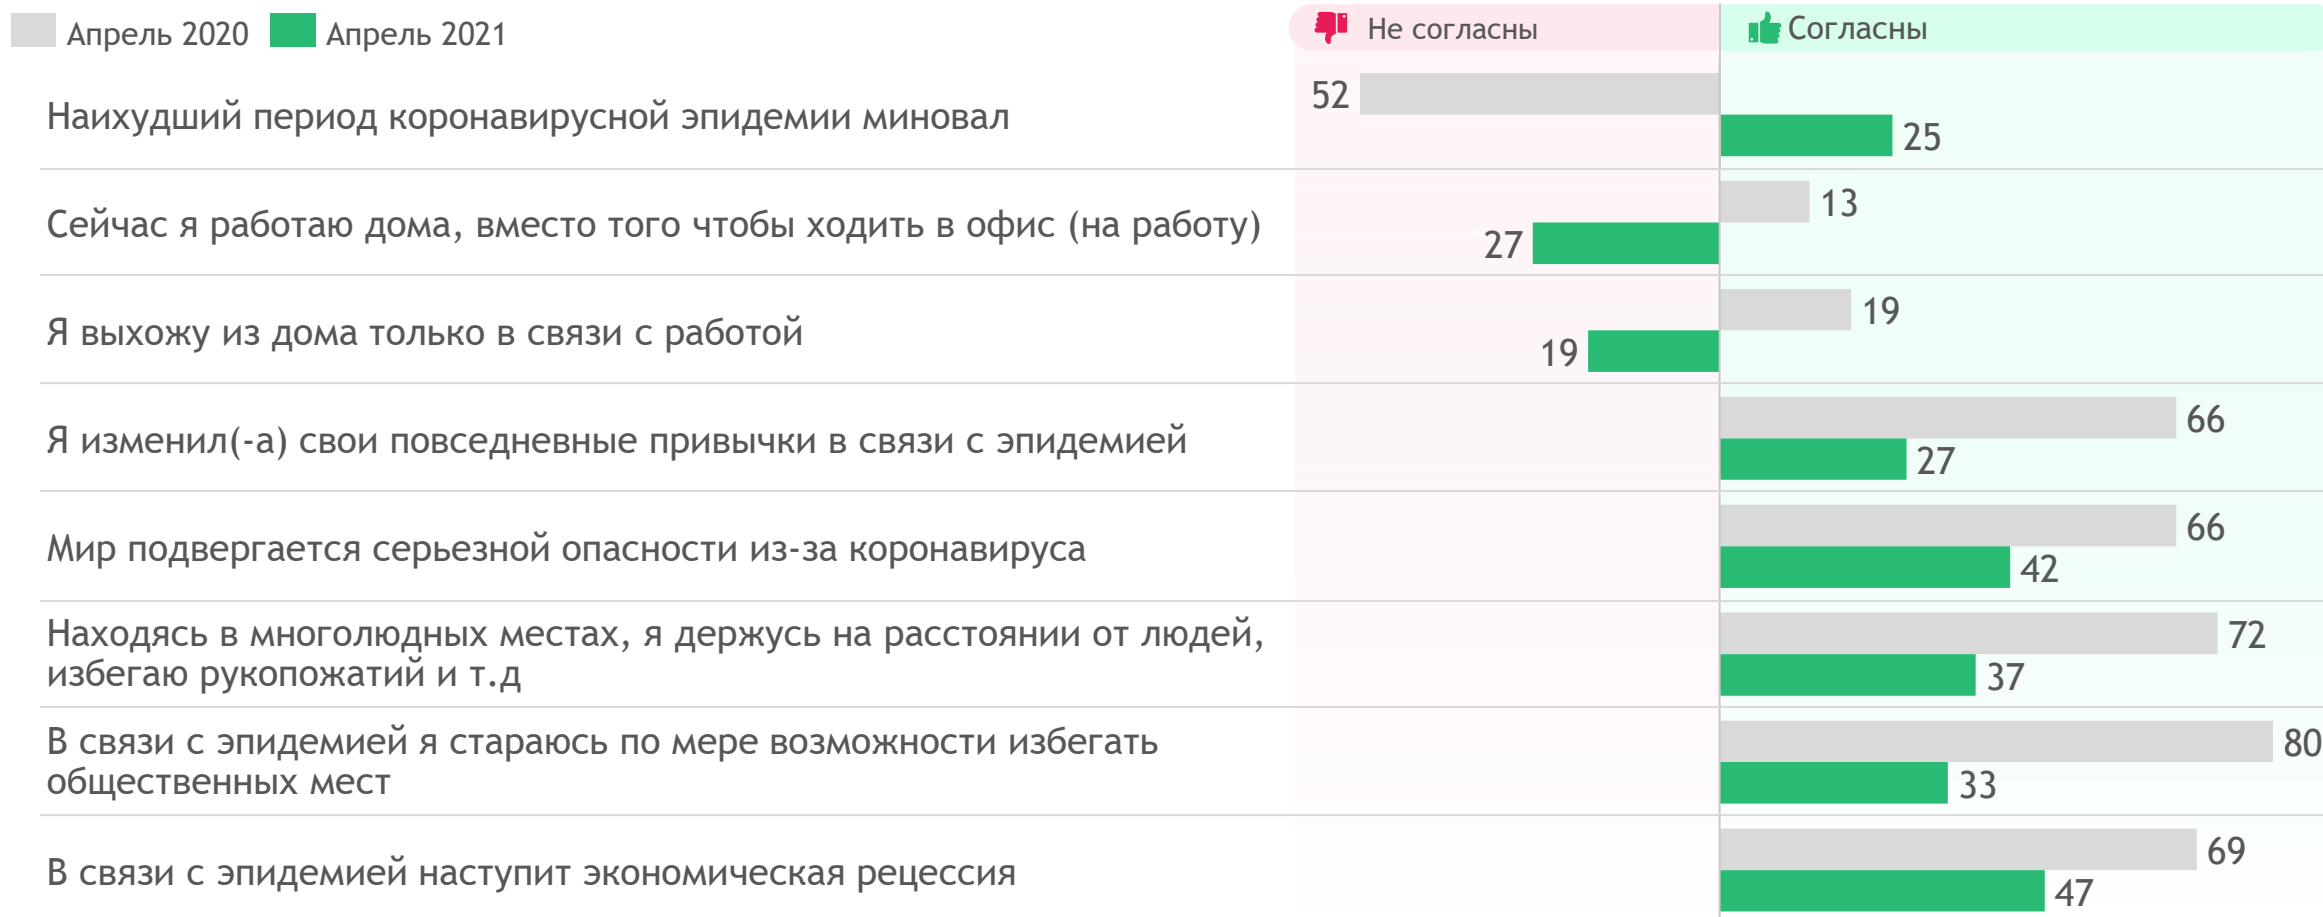 Апрель 2020
Апрель 2021
Не согласны
Согласны
Наихудший период коронавирусной эпидемии миновал
52
25
Сейчас я работаю дома, вместо того чтобы ходить в офис (на работу)
13
27
Я выхожу из дома только в связи с работой
19
19
Я изменил(-а) свои повседневные привычки в связи с эпидемией
66
27
Мир подвергается серьезной опасности из-за коронавируса
66
42
Находясь в многолюдных местах, я держусь на расстоянии от людей,
избегаю рукопожатий и т.д
72
37
В связи с эпидемией я стараюсь по мере возможности избегать
общественных мест
80
33
В связи с эпидемией наступит экономическая рецессия
69
47